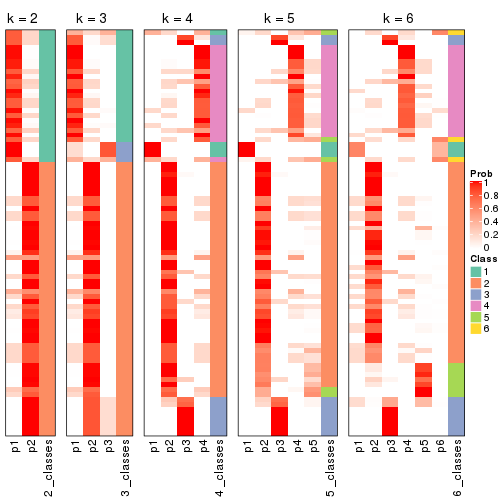 k = 2
k = 3
k = 4
k = 5
k = 6
p1
p2
2_classes
p1
p2
p3
3_classes
p1
p2
p3
p4
4_classes
p1
p2
p3
p4
p5
5_classes
p1
p2
p3
p4
p5
p6
6_classes
Prob
1
0.8
0.6
0.4
0.2
0
Class
1
2
3
4
5
6